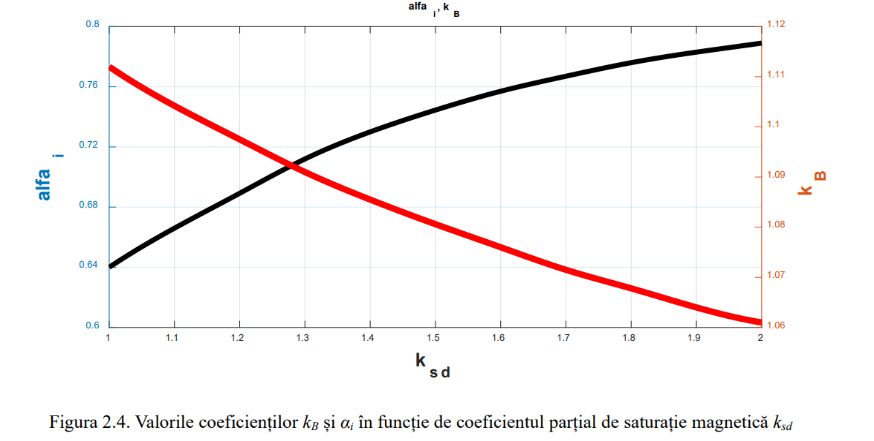 alfa i , k B
0.8
0.76
0.72
0.68
0.64
0.6
alfa i
1.12
1.11
1.1
1.09
1.08
1.07
1.06
k B
1 1.1 1.2 1.3 1.4 1.5 1.6 1.7 1.8 1.9 2
k sd
Figura 2.4. Valorile coeficienților kB și αi în funcție de coeficientul parțial de saturație magnetică ksd